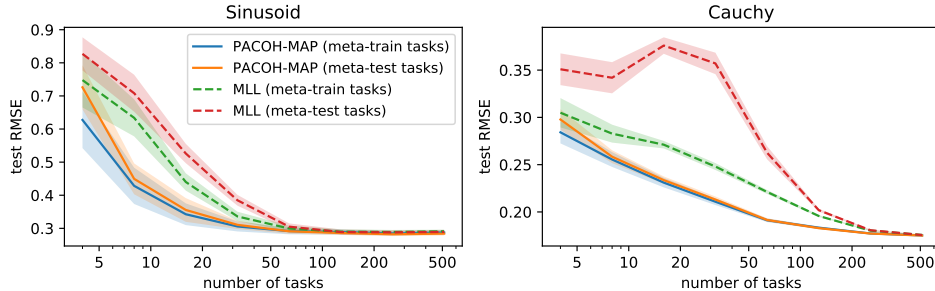 Sinusoid
test RMSE
0.9
0.8
0.7
0.6
0.5
0.4
0.3
PACOH-MAP (meta-train tasks)
PACOH-MAP (meta-test tasks)
MLL (meta-train tasks)
MLL (meta-test tasks)
5 10 20 50 100 200 500
number of tasks
Cauchy
test RMSE
0.35
0.30
0.25
0.20
5 10 20 50 100 200 500
number of tasks